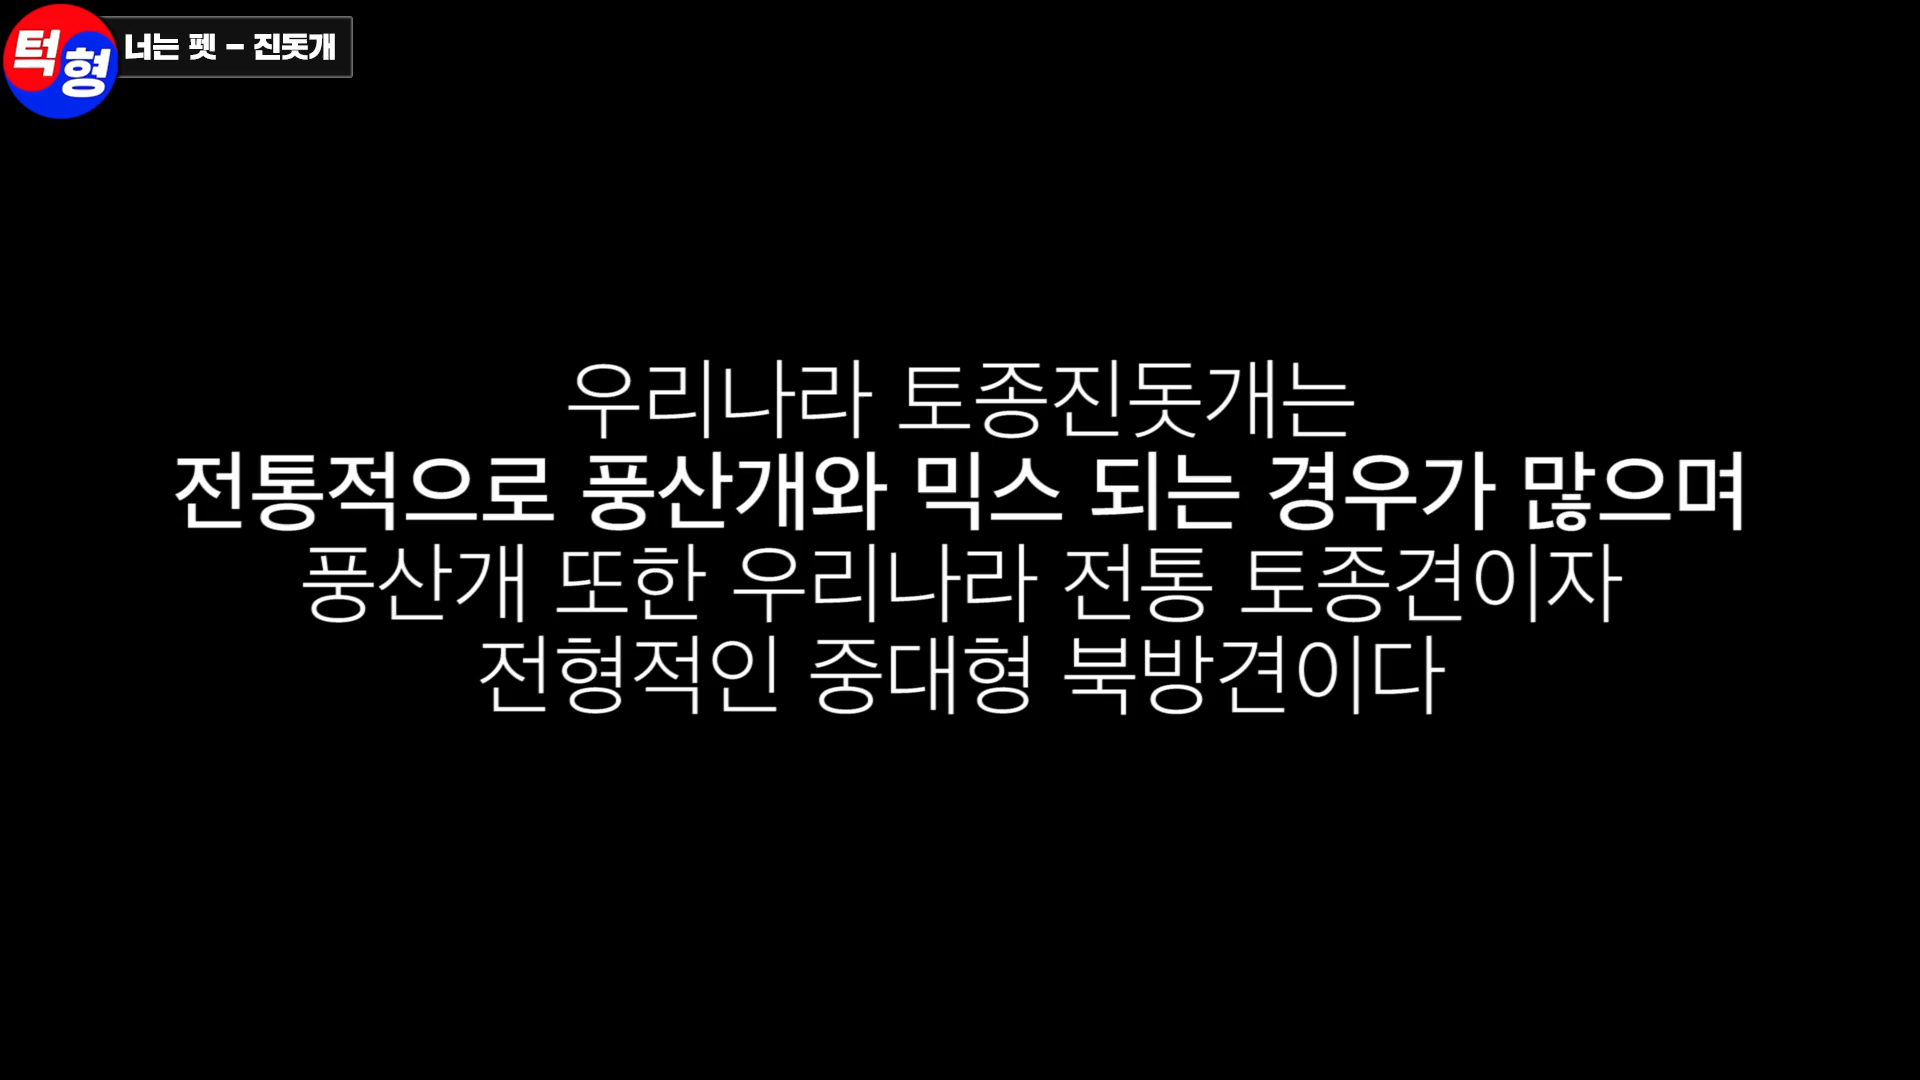 턱형
너는 펫 - 진돗개
우리나라 토종진돗개는
전통적으로 풍산개와 믹스 되는 경우가 많으며
풍산개 또한 우리나라 전통 토종견이자
전형적인 중대형 북방견이다